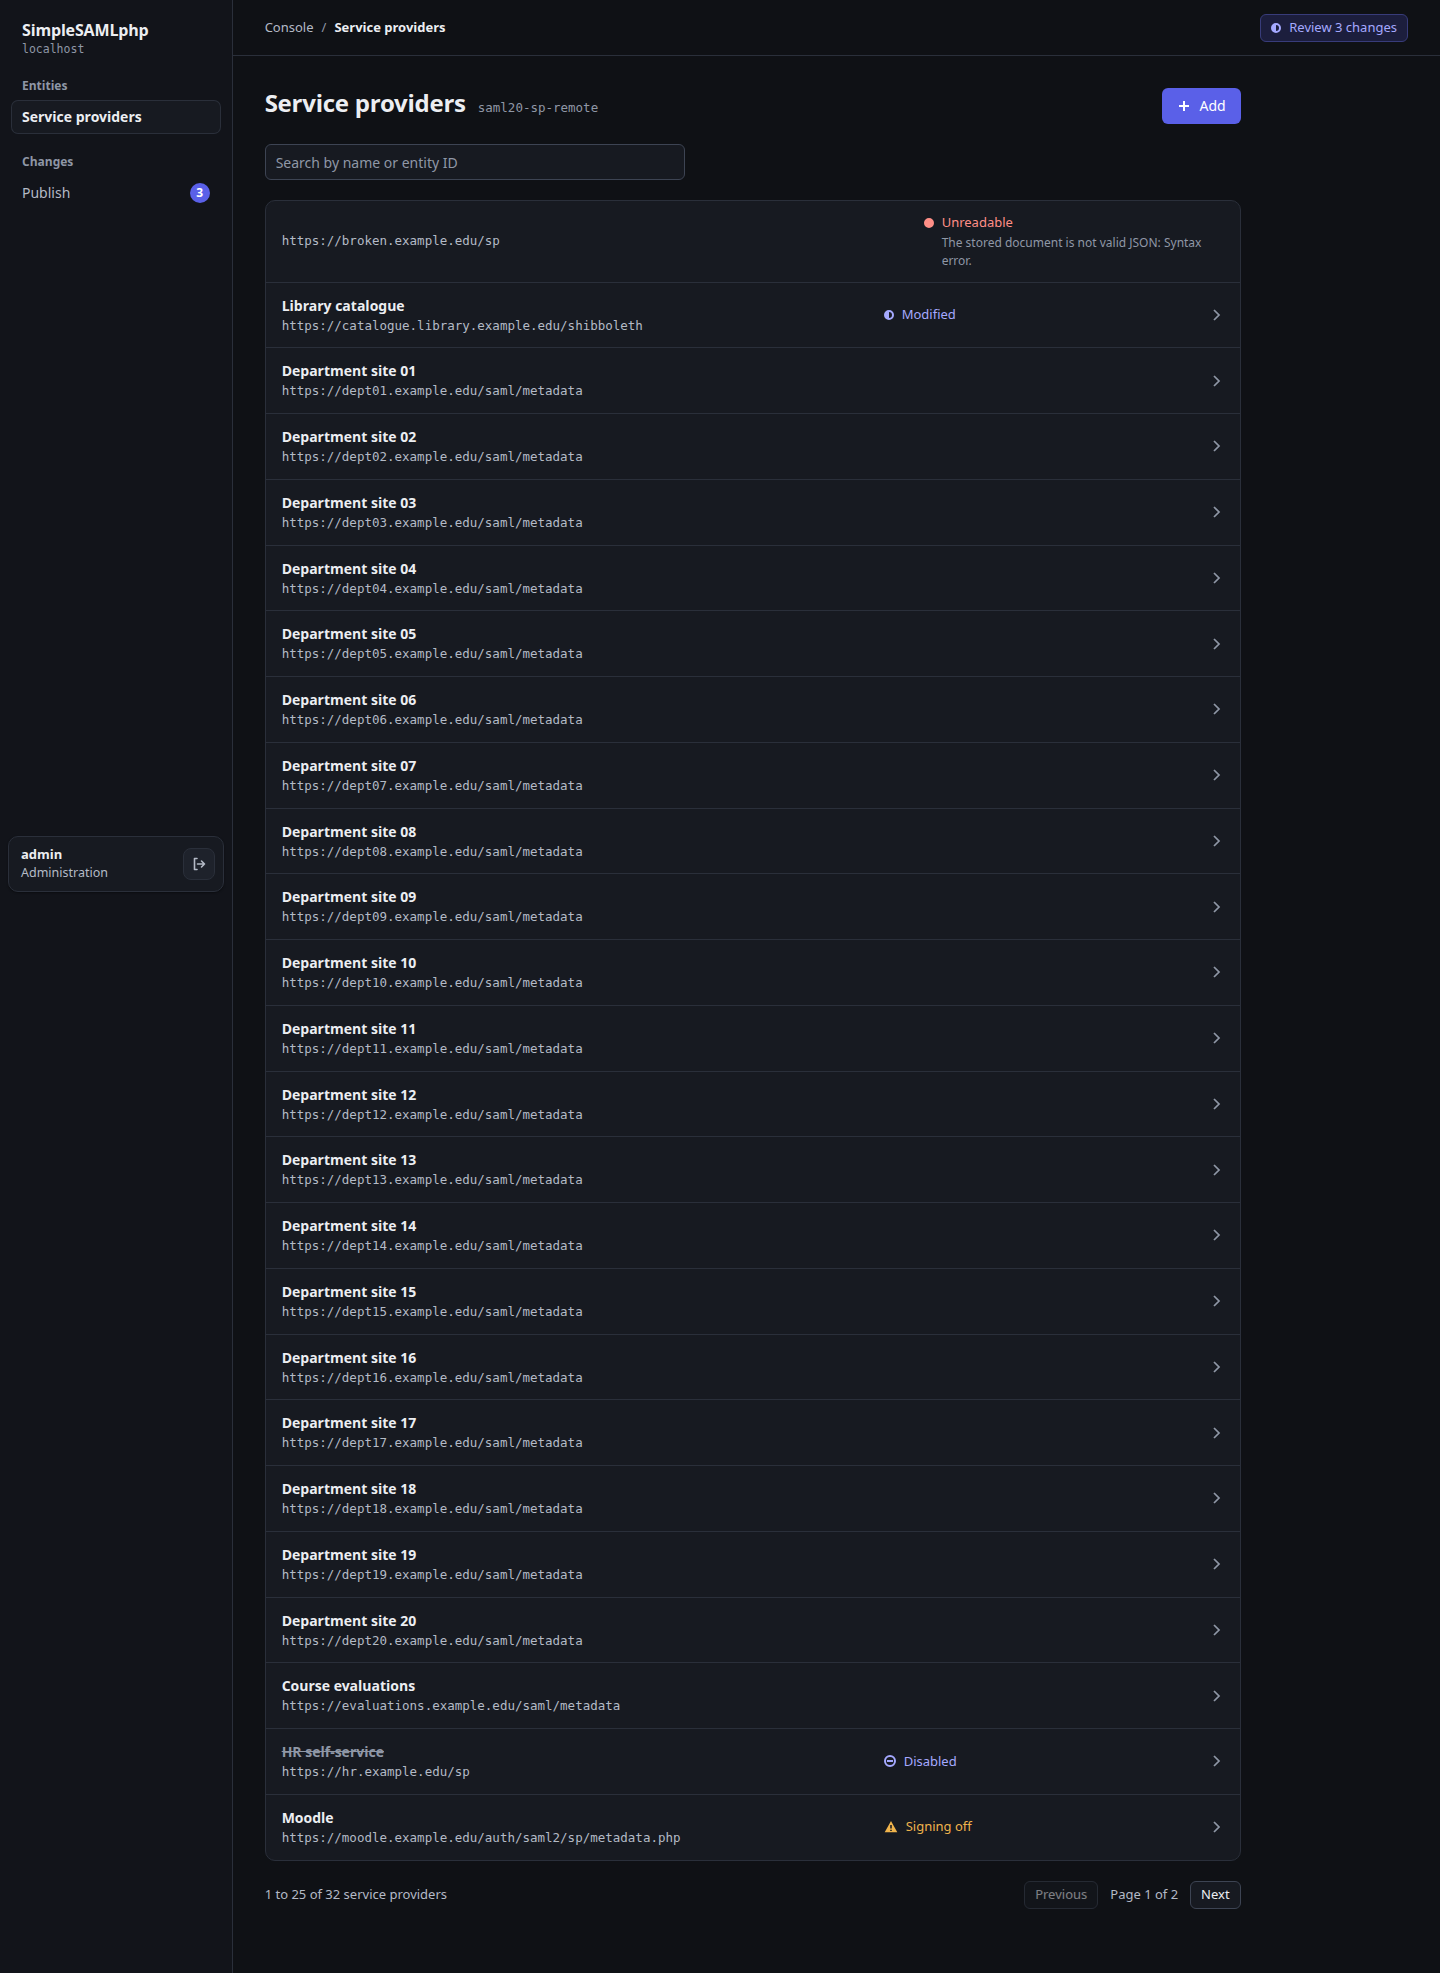 SimpleSAMLphp
localhost
Entities
Service providers
Changes
Publish 3
admin
Administration
Console / Service providers
Review 3 changes
Service providers saml20-sp-remote
Add
Search by name or entity ID
https://broken.example.edu/sp
Unreadable
The stored document is not valid JSON: Syntax
error.
Library catalogue
https://catalogue.library.example.edu/shibboleth
Modified
Department site 01
https://dept01.example.edu/saml/metadata
Department site 02
https://dept02.example.edu/saml/metadata
Department site 03
https://dept03.example.edu/saml/metadata
Department site 04
https://dept04.example.edu/saml/metadata
Department site 05
https://dept05.example.edu/saml/metadata
Department site 06
https://dept06.example.edu/saml/metadata
Department site 07
https://dept07.example.edu/saml/metadata
Department site 08
https://dept08.example.edu/saml/metadata
Department site 09
https://dept09.example.edu/saml/metadata
Department site 10
https://dept10.example.edu/saml/metadata
Department site 11
https://dept11.example.edu/saml/metadata
Department site 12
https://dept12.example.edu/saml/metadata
Department site 13
https://dept13.example.edu/saml/metadata
Department site 14
https://dept14.example.edu/saml/metadata
Department site 15
https://dept15.example.edu/saml/metadata
Department site 16
https://dept16.example.edu/saml/metadata
Department site 17
https://dept17.example.edu/saml/metadata
Department site 18
https://dept18.example.edu/saml/metadata
Department site 19
https://dept19.example.edu/saml/metadata
Department site 20
https://dept20.example.edu/saml/metadata
Course evaluations
https://evaluations.example.edu/saml/metadata
HR self-service
https://hr.example.edu/sp
Disabled
Moodle
https://moodle.example.edu/auth/saml2/sp/metadata.php
Signing off
1 to 25 of 32 service providers
Previous Page 1 of 2 Next